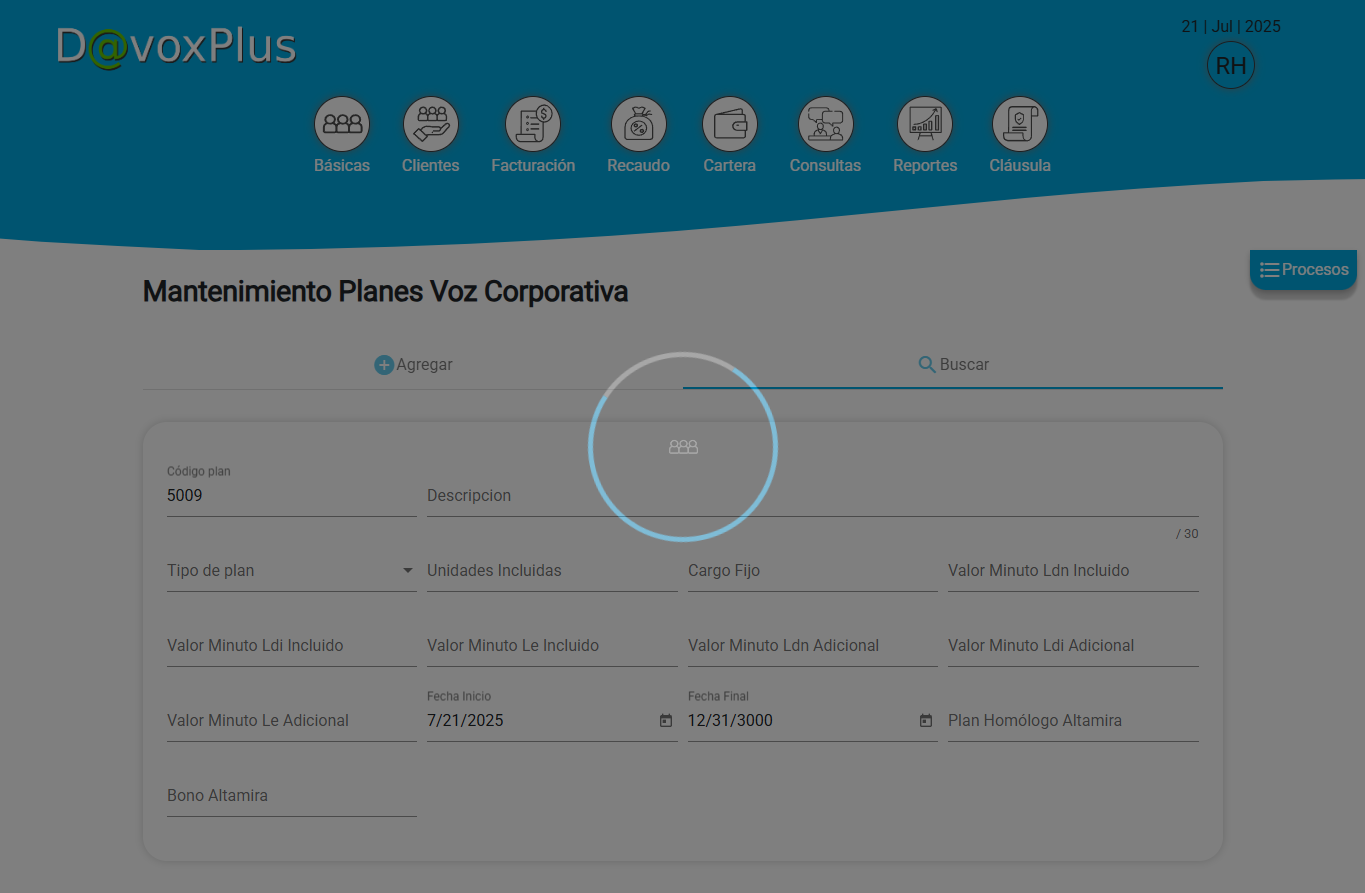 D@voxPlus
21 | Jul | 2025
RH
Básicas Clientes Facturación Recaudo Cartera Consultas Reportes Cláusula
Procesos
Mantenimiento Planes Voz Corporativa
Agregar Buscar
Código plan
5009 Descripcion
/ 30
Tipo de plan Unidades Incluidas Cargo Fijo Valor Minuto Ldn Incluido
Valor Minuto Ldi Incluido Valor Minuto Le Incluido Valor Minuto Ldn Adicional Valor Minuto Ldi Adicional
Fecha Inicio Fecha Final
Valor Minuto Le Adicional 7/21/2025 12/31/3000 Plan Homólogo Altamira
Bono Altamira